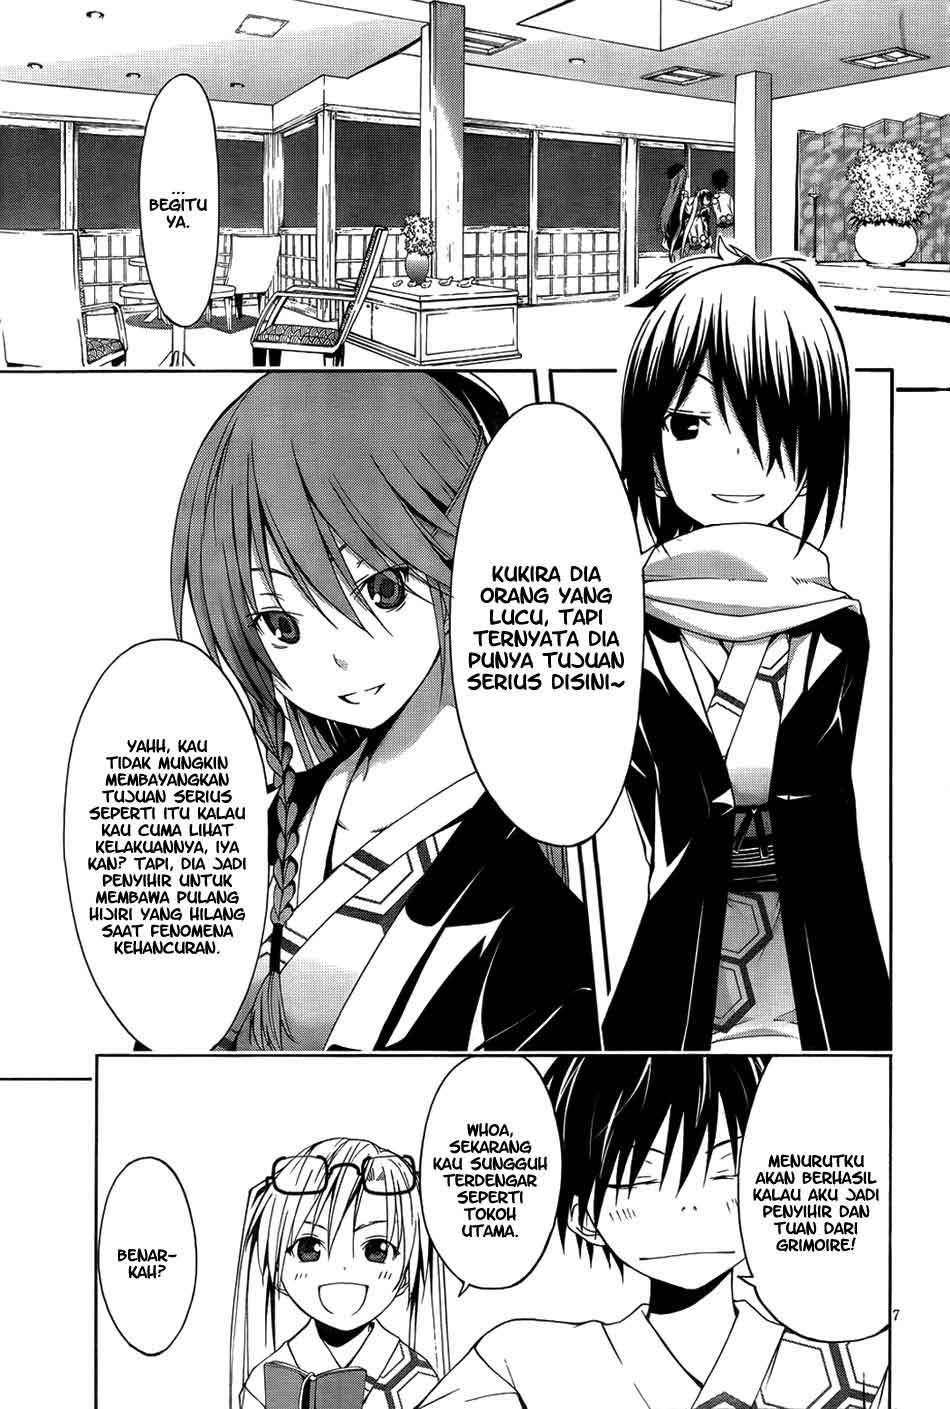 ...
BEGITU
YA.
KUKIRA DIA
ORANG YANG
LUCU, TAPI
TERNYATA DIA
PUNYA TUJUAN
SERIUS DISINI~
YAHH, KAU
TIDAK MUNGKIN
MEMBAYANGKAN
TUJUAN SERIUS
SEPERTI ITU KALAU
KAU CUMA LIHAT
KELAKUANNYA, IYA
KAN? TAPI, DIA JADI
PENYIHIR UNTUK
MEMBAWA PULANG
HIJIRI YANG HILANG
SAAT FENOMENA
KEHANCURAN.
MENURUTKU
AKAN BERHASIL
KALAU AKU JADI
PENYIHIR DAN
TUAN DARI
GRIMOIRE!
WHOA,
SEKARANG
KAU SUNGGUH
TERDENGAR
SEPERTI
TOKOH
UTAMA.
BENAR-
KAH?
7